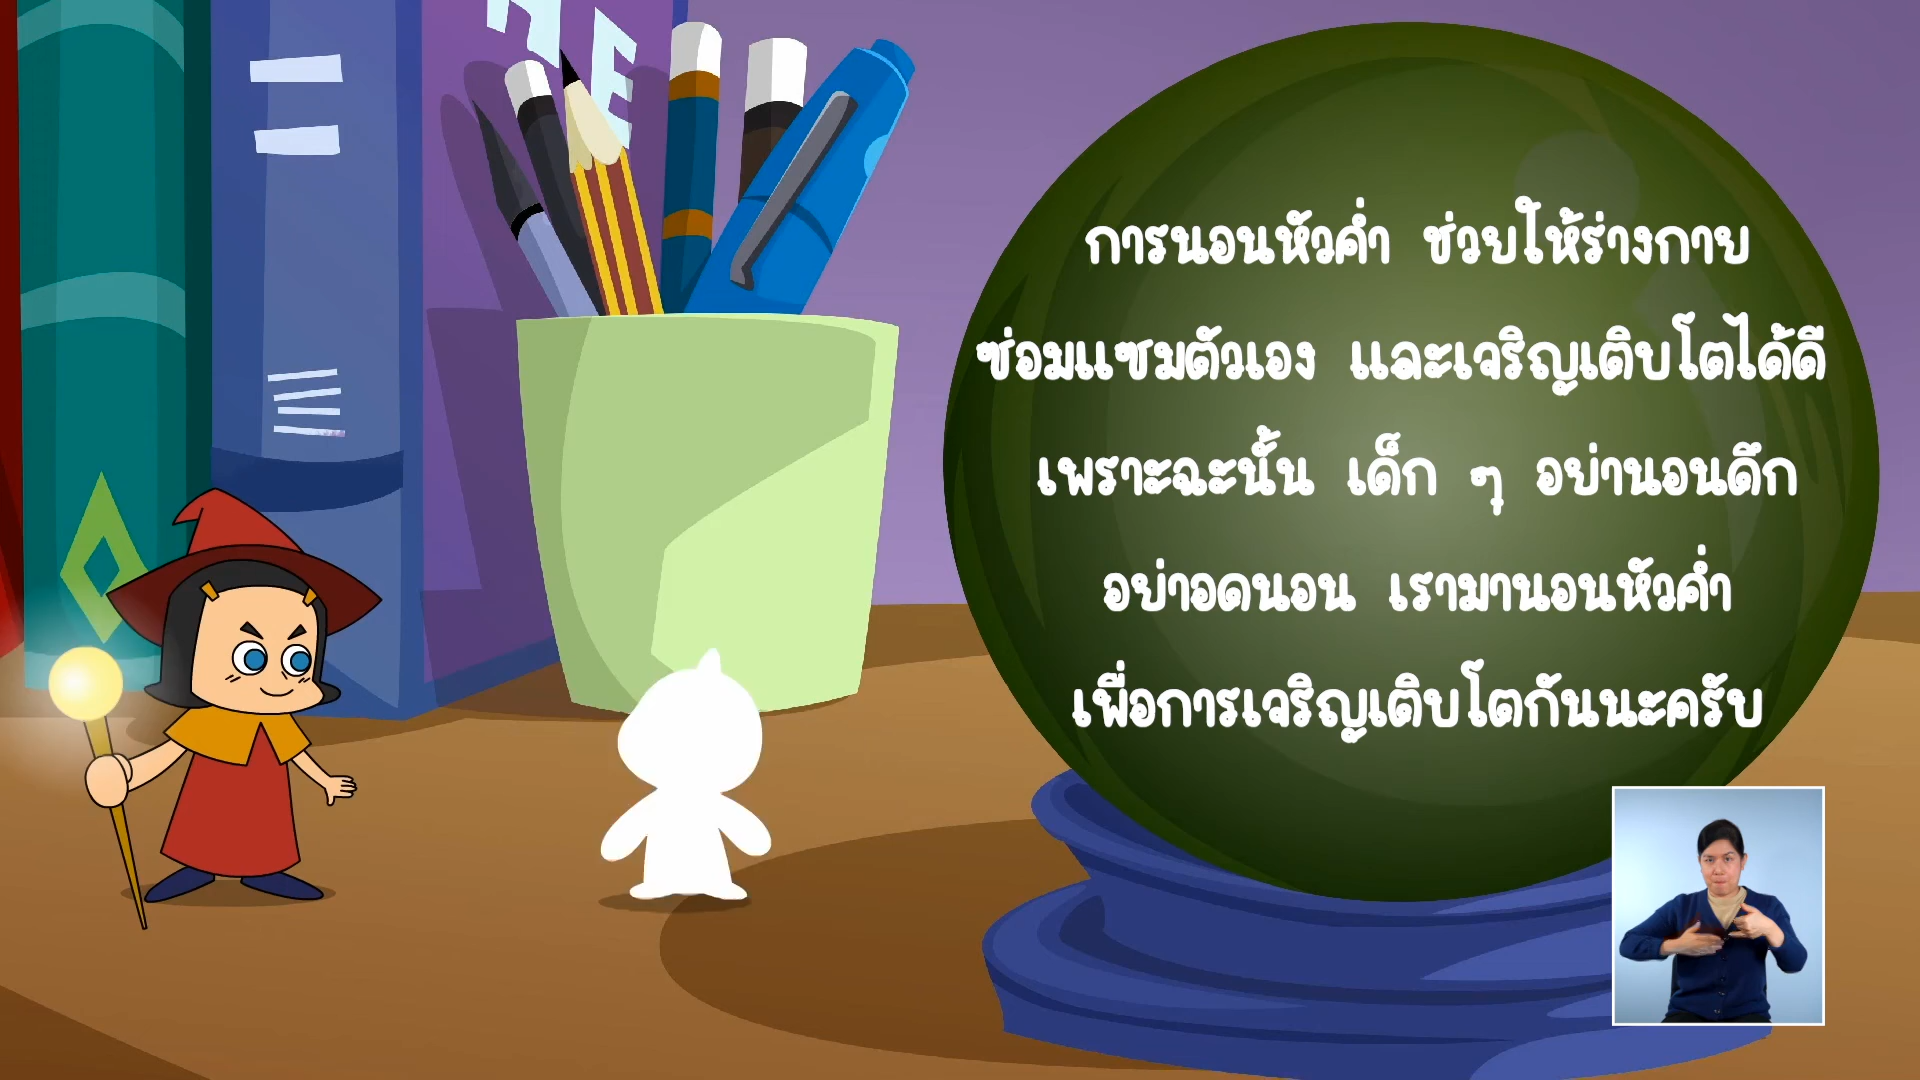 HE
การนอนหัวค่ำ ช่วยให้ร่างกาย
ซ่อมแซมตัวเอง และเจริญเติบโตได้ดี
เพราะฉะนั้น เด็ก ๆ อย่านอนดึก
อย่าอดนอน เรามานอนหัวค่ำ
เพื่อการเจริญเติบโตกันนะครับ